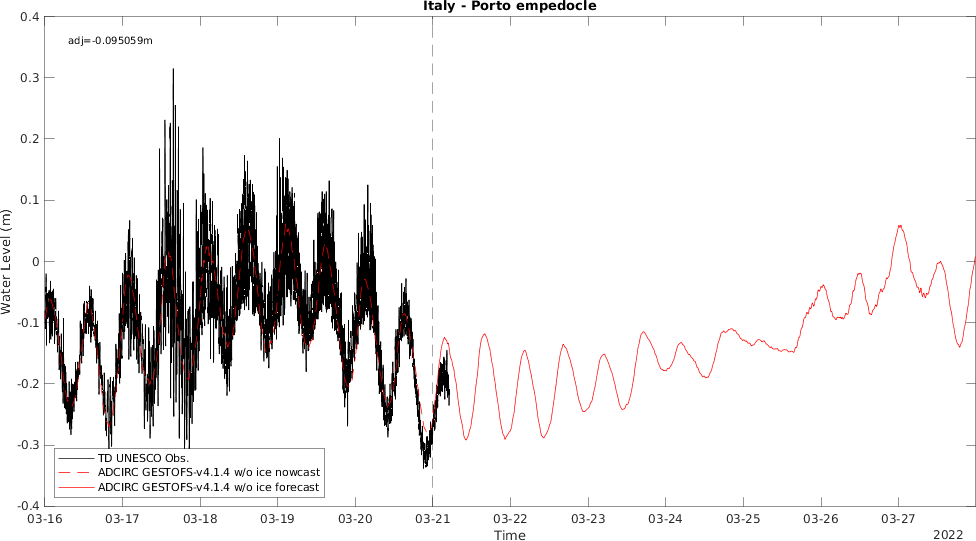 Italy - Porto empedocle
adj=-0.095059m
0.4
0.3
0.2
0.1
0
-0.1
-0.2
-0.3
-0.4
Water Level (m)
TD UNESCO Obs.
ADCIRC GESTOFS-v4.1.4 w/o ice nowcast
ADCIRC GESTOFS-v4.1.4 w/o ice forecast
03-16 03-17 03-18 03-19 03-20 03-21 03-22 03-23 03-24 03-25 03-26 03-27
Time
2022